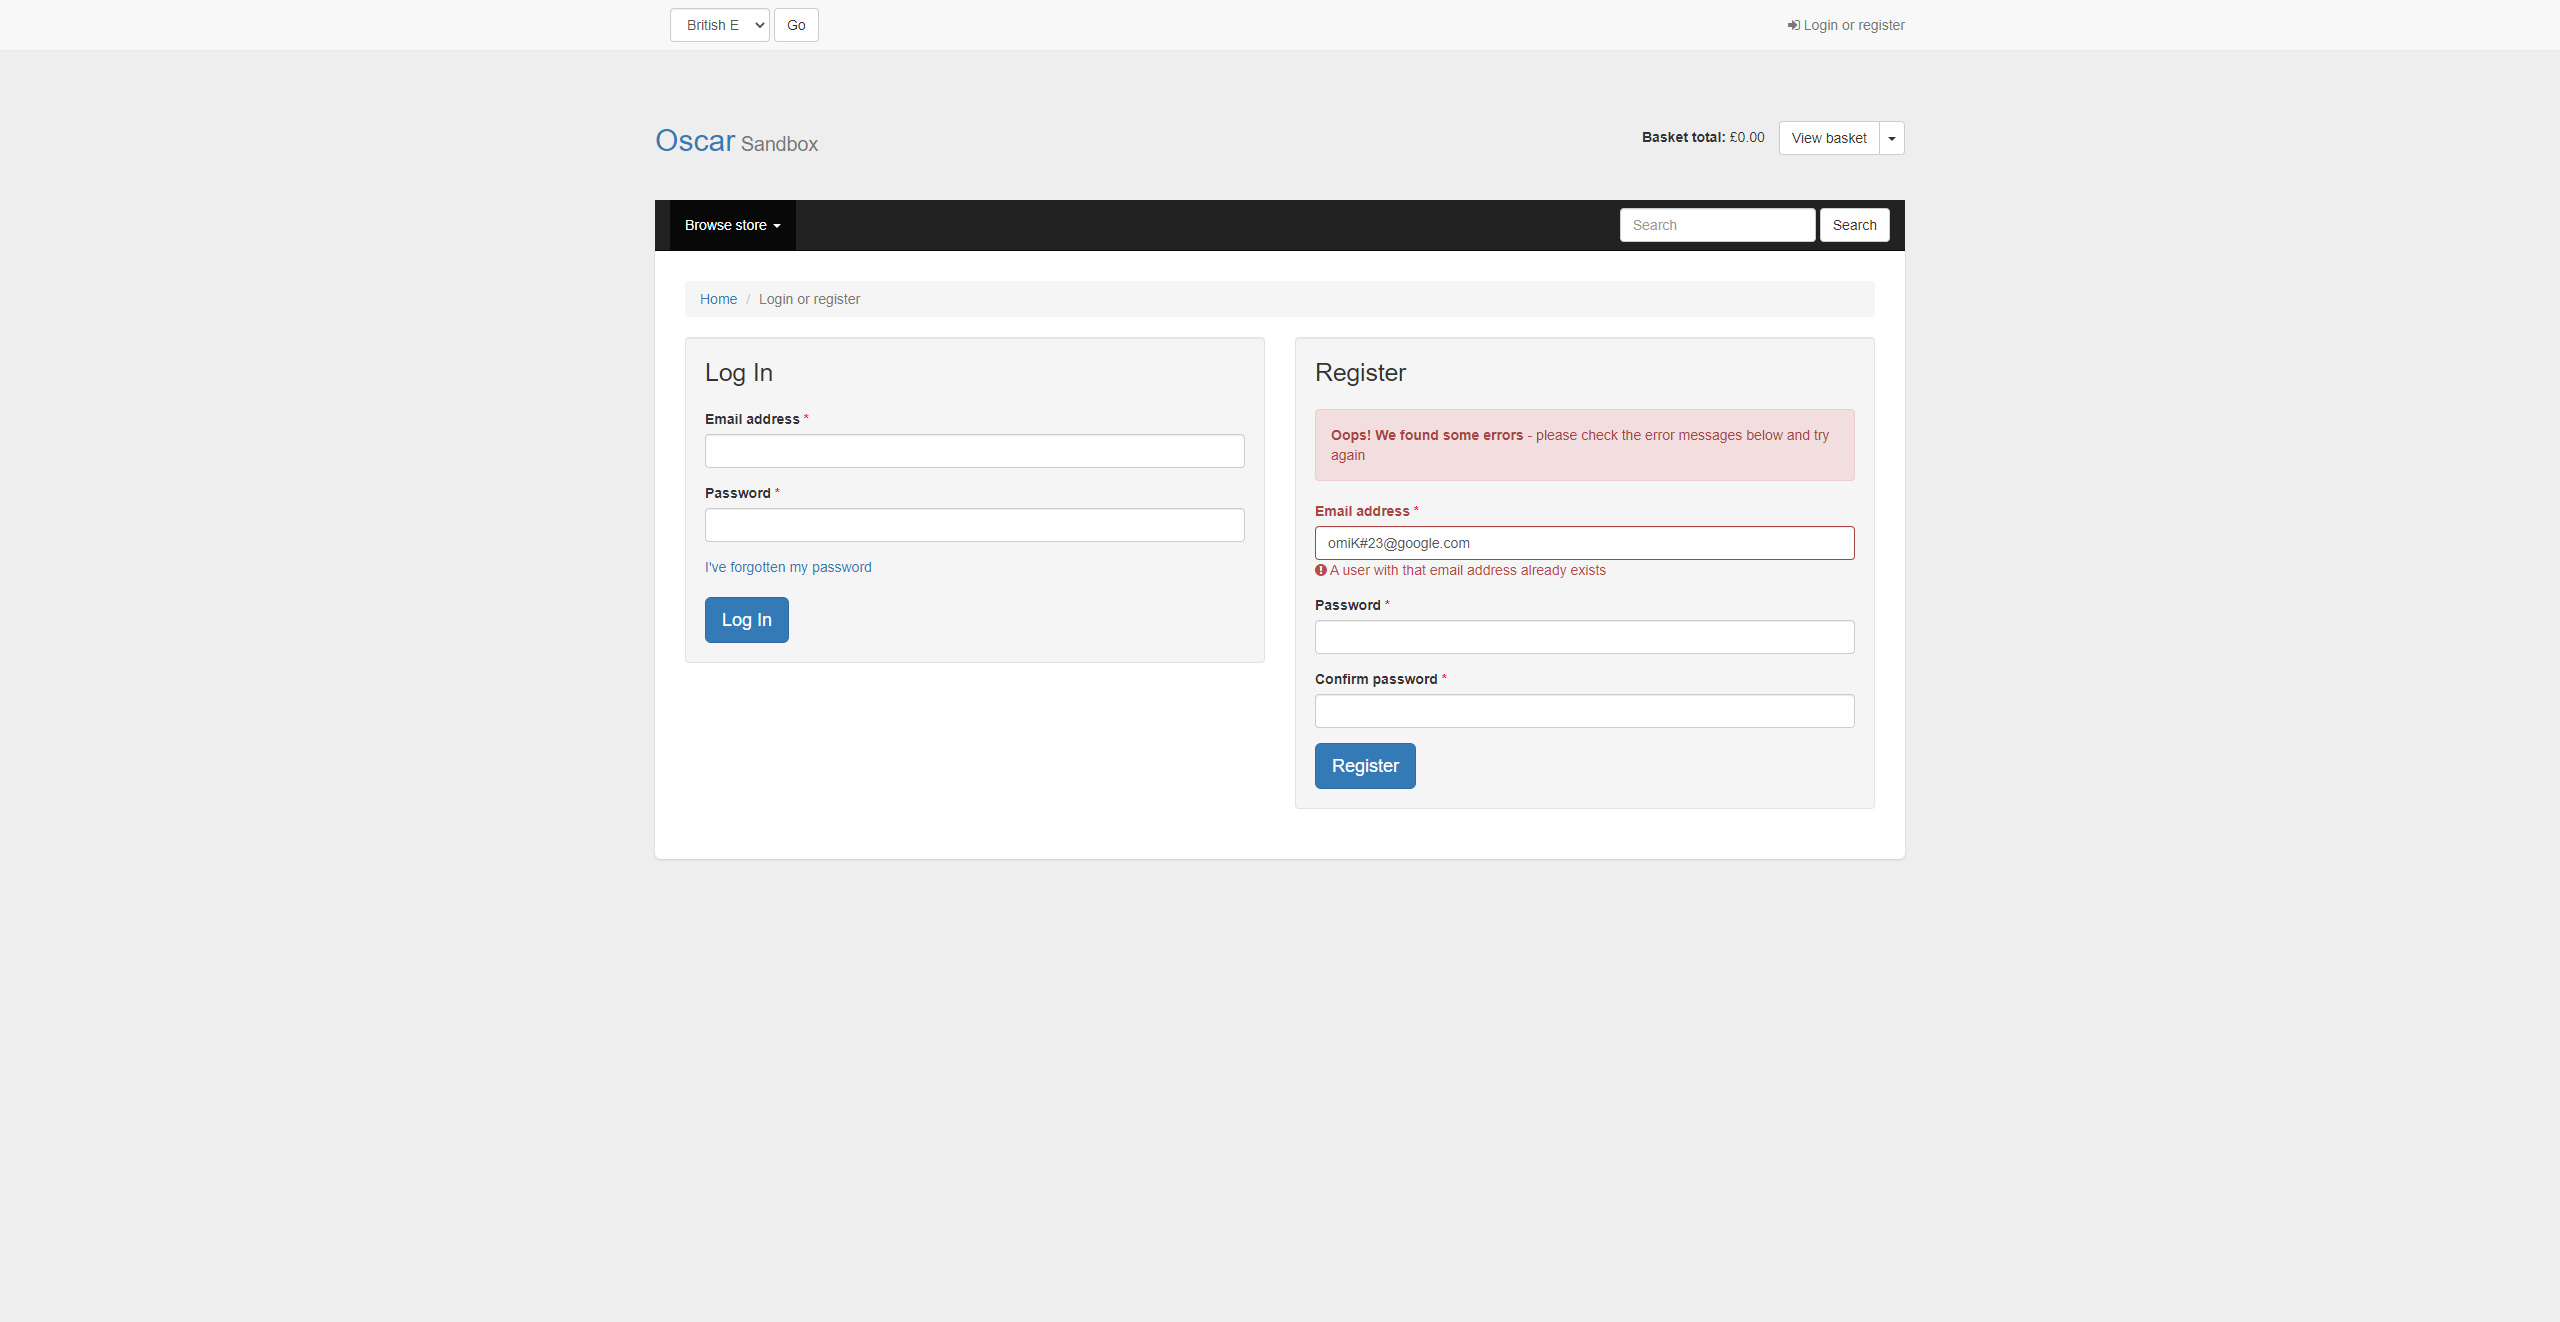 British E
Go
Login or register
Oscar Sandbox
Basket total: £0.00
View basket
Browse store
Search
Search
Home / Login or register
Log In
Email address *
Password *
I've forgotten my password
Log In
Register
Oops! We found some errors - please check the error messages below and try
again
Email address *
omiK#23@google.com
A user with that email address already exists
Password *
Confirm password *
Register